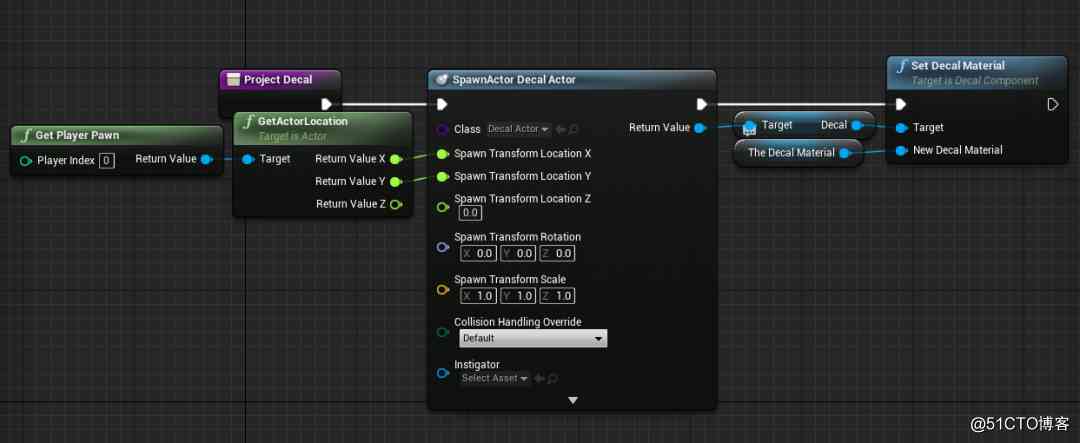 Get Player Pawn
Player Index 0
Return Value
Project Decal
GetActorLocation
Target is Actor
Target
Return Value X
Return Value Y
Return Value Z
SpawnActor Decal Actor
Class Decal Actor
Return Value
Spawn Transform Location X
Spawn Transform Location Y
Spawn Transform Location Z
0.0
Spawn Transform Rotation
X 0.0 Y 0.0 Z 0.0
Spawn Transform Scale
X 1.0 Y 1.0 Z 1.0
Collision Handling Override
Default
Instigator
Select Asset
Target Decal
The Decal Material
Set Decal Material
Target is Decal Component
Target
New Decal Material
@51CTO博客